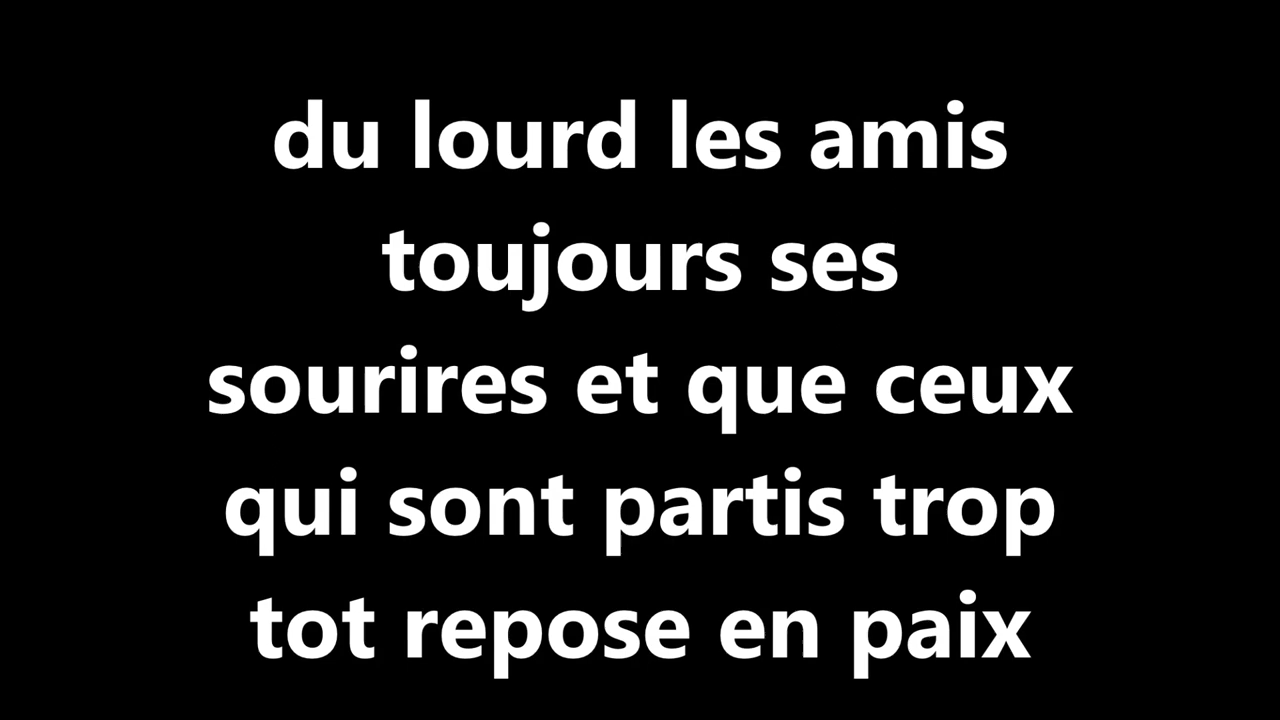 du lourd les amis
toujours ses
sourires et que ceux
qui sont partis trop
tot repose en paix